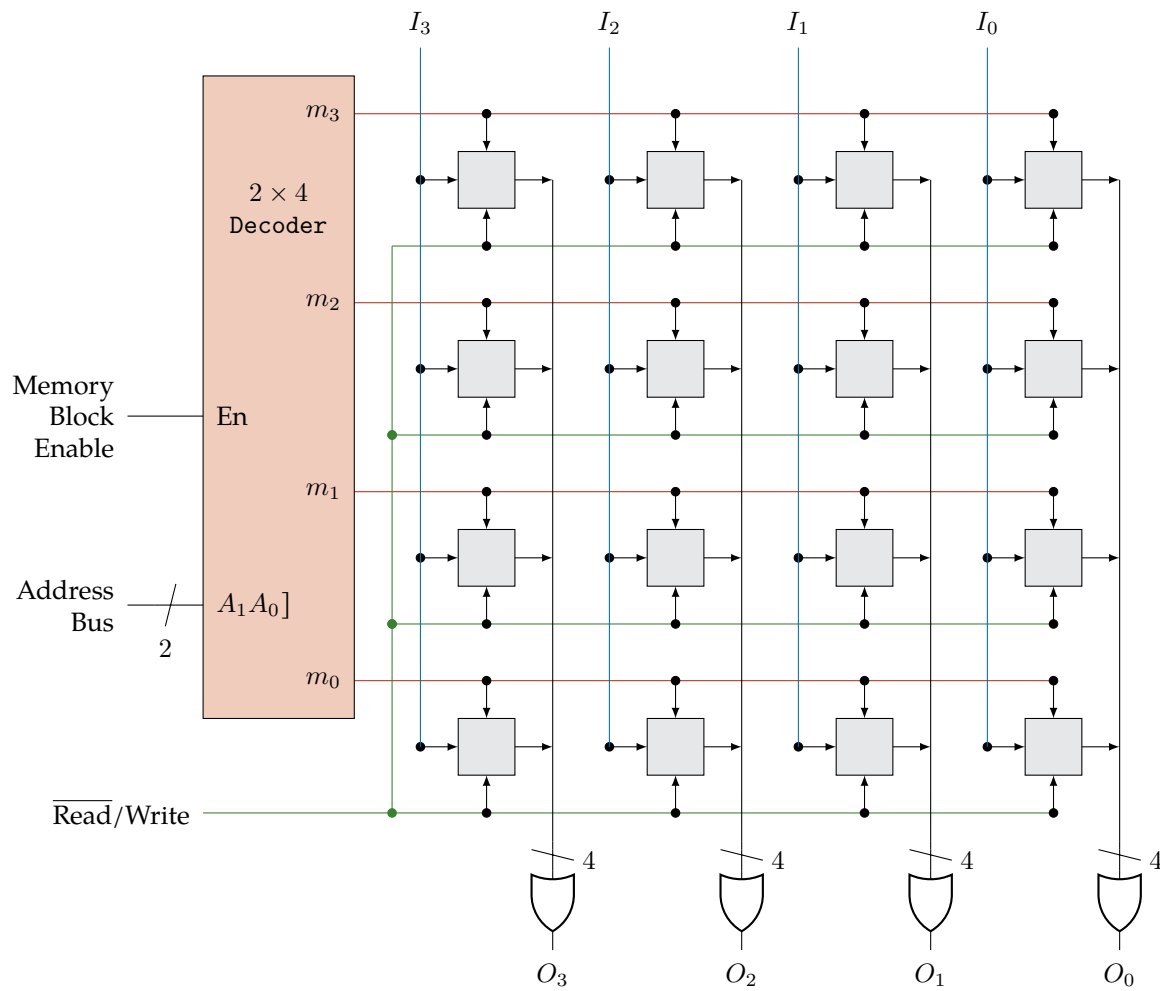 I₃ I₂ I₁ I₀
m₃
2 × 4
Decoder
m₂
Memory
Block
Enable
En
m₁
Address
Bus
2
A₁A₀]
m₀
R̅e̅a̅d̅/Write
4 4 4 4
O₃ O₂ O₁ O₀